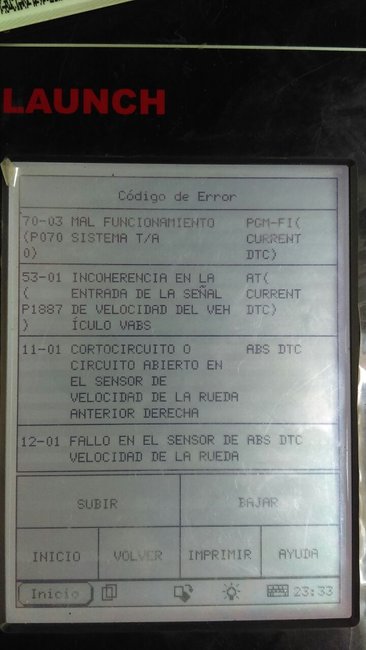 LAUNCH
Código de Error
70-03 MAL FUNCIONAMIENTO PGM-FI(
(P070 SISTEMA T/A CURRENT
0) DTC)
53-01 INCOHERENCIA EN LA AT(
( ENTRADA DE LA SEÑAL CURRENT
P1887 DE VELOCIDAD DEL VEH DTC)
) ÍCULO VABS
11-01 CORTOCIRCUITO O ABS DTC
CIRCUITO ABIERTO EN
EL SENSOR DE
VELOCIDAD DE LA RUEDA
ANTERIOR DERECHA
12-01 FALLO EN EL SENSOR DE ABS DTC
VELOCIDAD DE LA RUEDA
SUBIR BAJAR
INICIO VOLVER IMPRIMIR AYUDA
Inicio 23:33